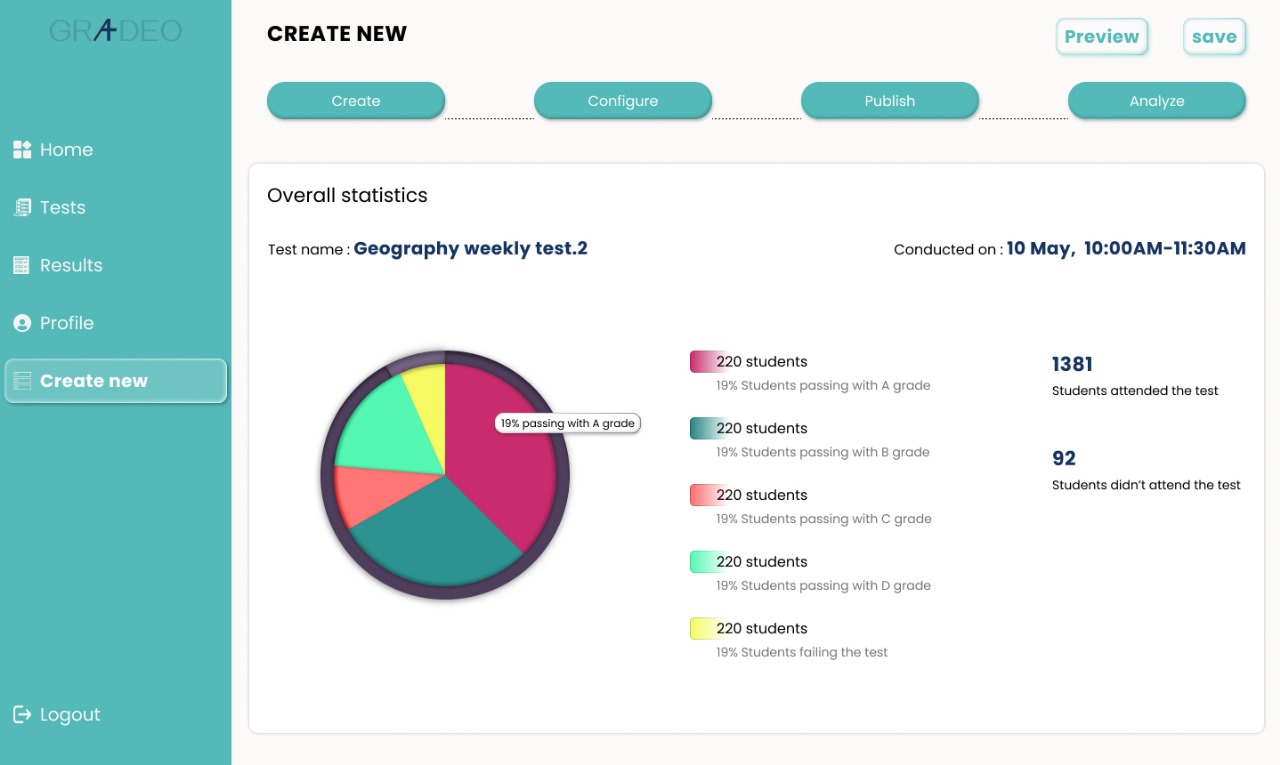 GRADEO
CREATE NEW
Preview
save
Create
Configure
Publish
Analyze
Home
Tests
Results
Profile
Create new
Logout
Overall statistics
Test name : Geography weekly test.2
Conducted on : 10 May, 10:00AM-11:30AM
19% passing with A grade
220 students
19% Students passing with A grade
220 students
19% Students passing with B grade
220 students
19% Students passing with C grade
220 students
19% Students passing with D grade
220 students
19% Students failing the test
1381
Students attended the test
92
Students didn’t attend the test